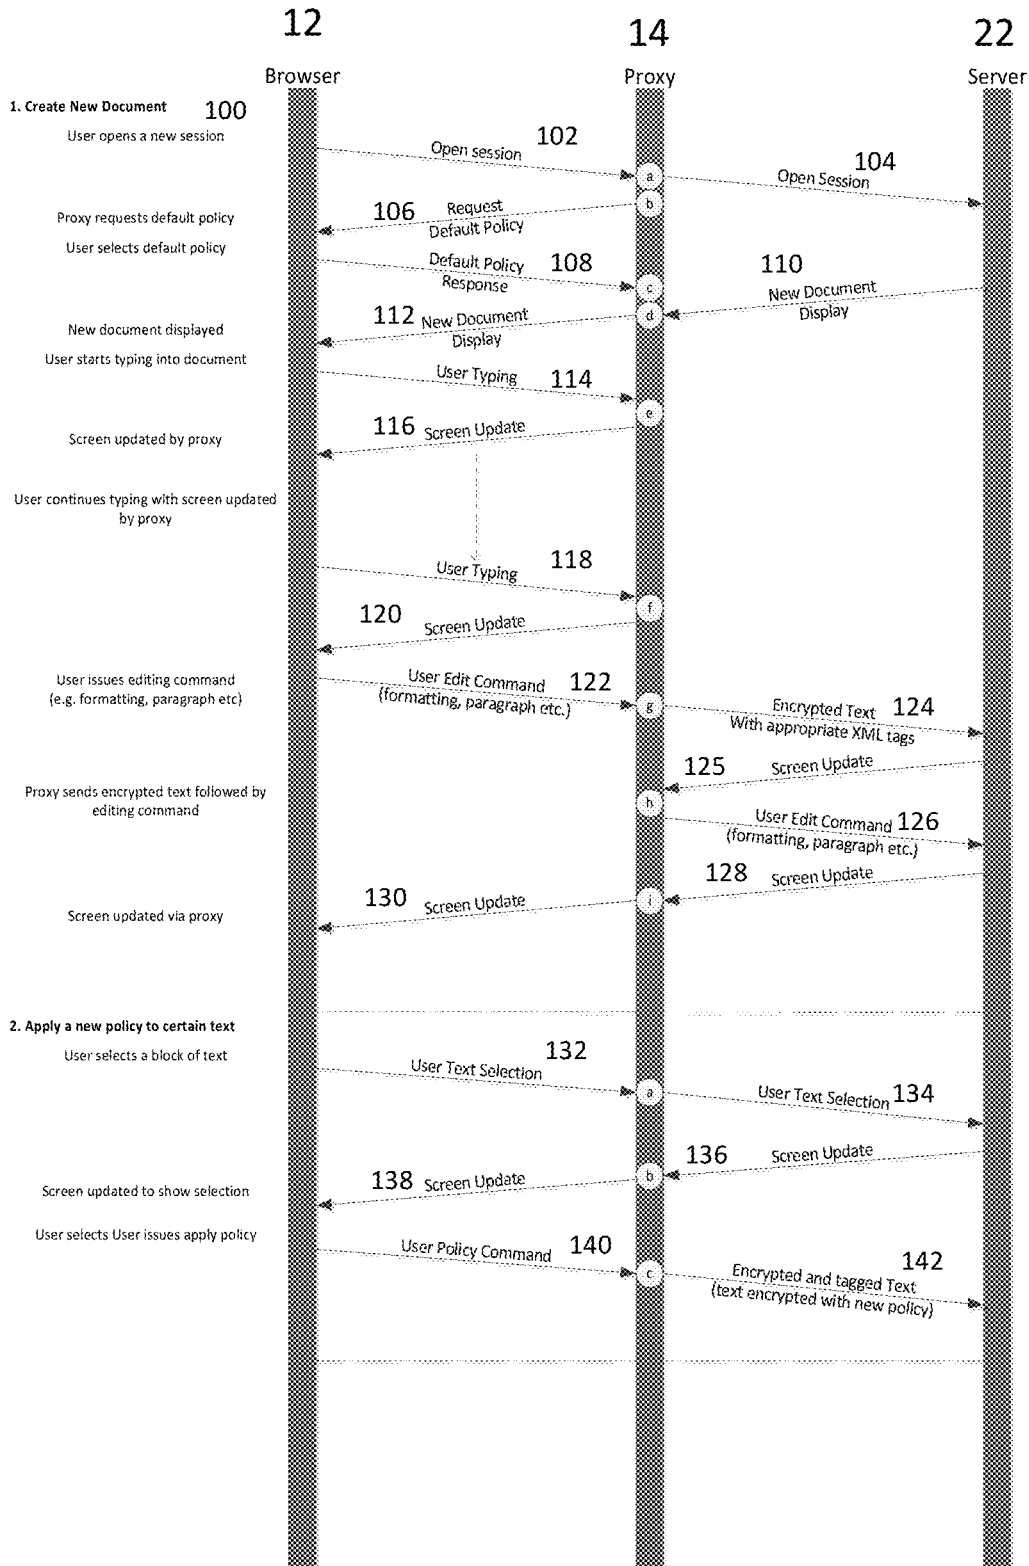 12
14
22
Browser
Proxy
Server
1. Create New Document
100
User opens a new session
Open session
102
a
Open Session
104
Proxy requests default policy
106
Request
Default Policy
b
User selects default policy
Default Policy
Response
108
c
110
New Document
Display
New document displayed
112
New Document
Display
d
User starts typing into document
User Typing
114
e
Screen updated by proxy
116
Screen Update
User continues typing with screen updated
by proxy
User Typing
118
f
120
Screen Update
User issues editing command
(e.g. formatting, paragraph etc)
User Edit Command
(formatting, paragraph etc.)
122
g
Encrypted Text
With appropriate XML tags
124
125
Screen Update
Proxy sends encrypted text followed by
editing command
h
User Edit Command
(formatting, paragraph etc.)
126
128
Screen Update
Screen updated via proxy
130
Screen Update
i
2. Apply a new policy to certain text
User selects a block of text
User Text Selection
132
a
User Text Selection
134
136
Screen Update
Screen updated to show selection
138
Screen Update
b
User selects User issues apply policy
User Policy Command
140
c
Encrypted and tagged Text
(text encrypted with new policy)
142